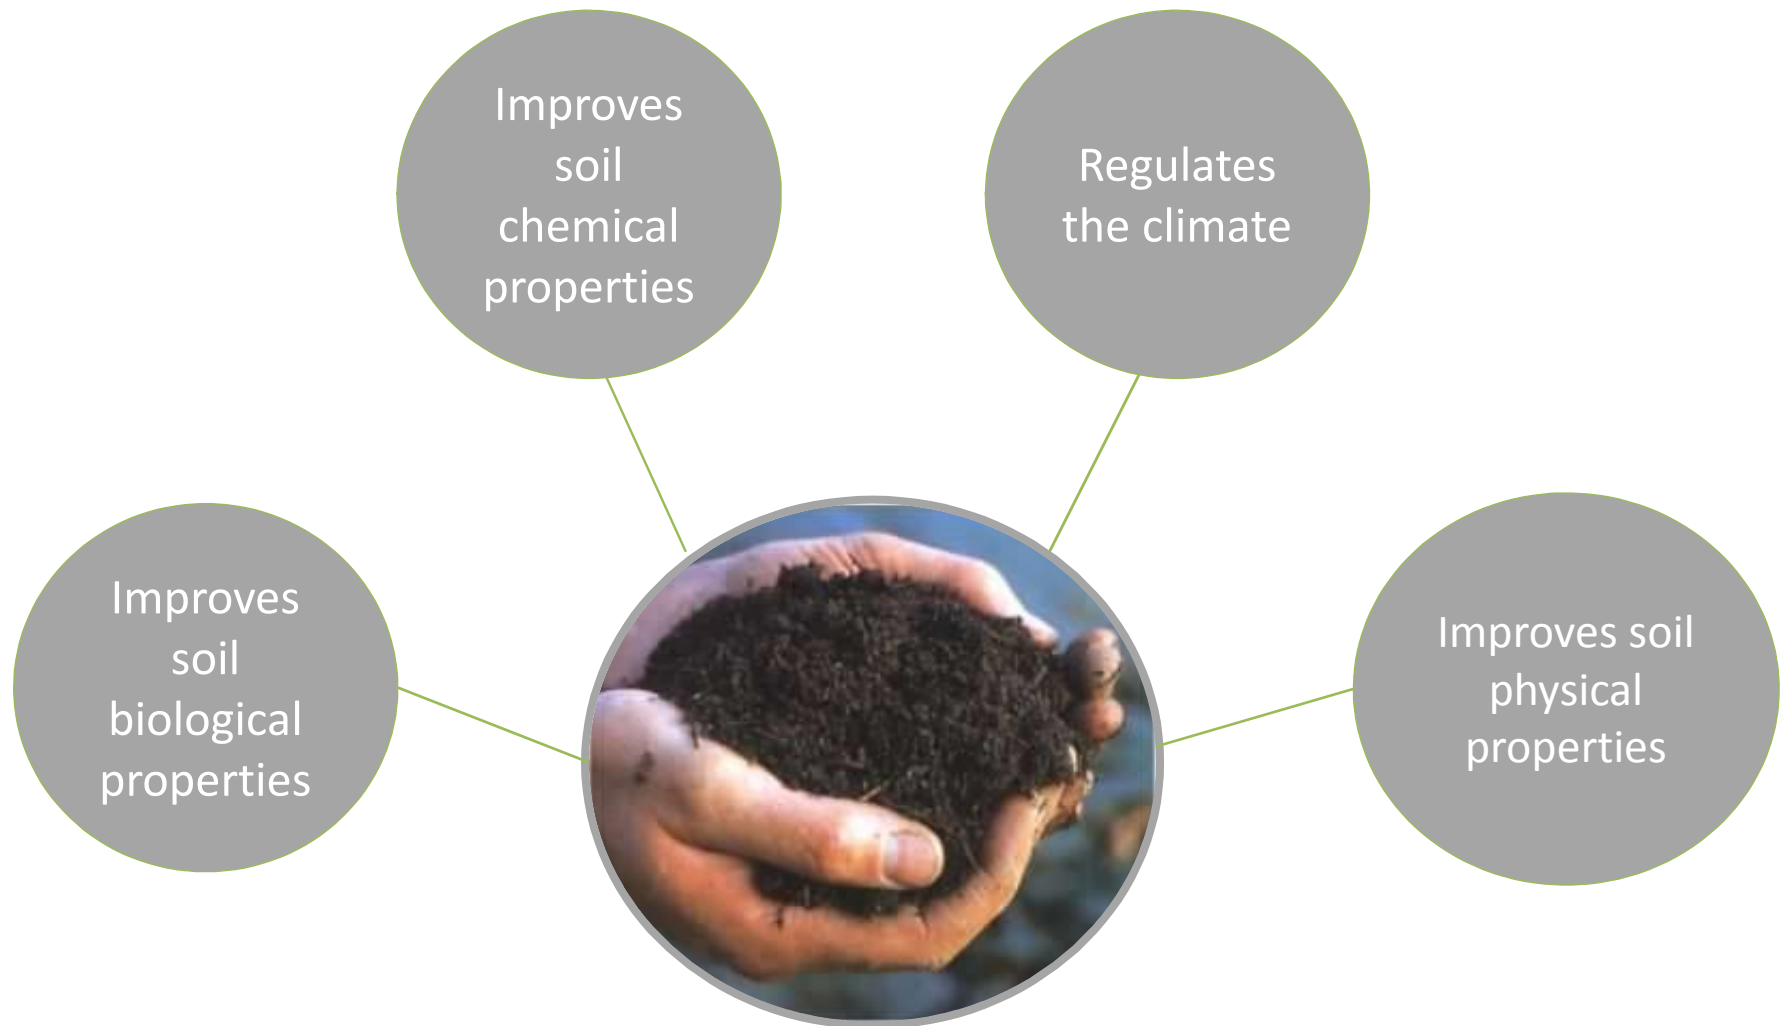 Improves
soil
chemical
properties
Regulates
the climate
Improves
soil
biological
properties
Improves soil
physical
properties